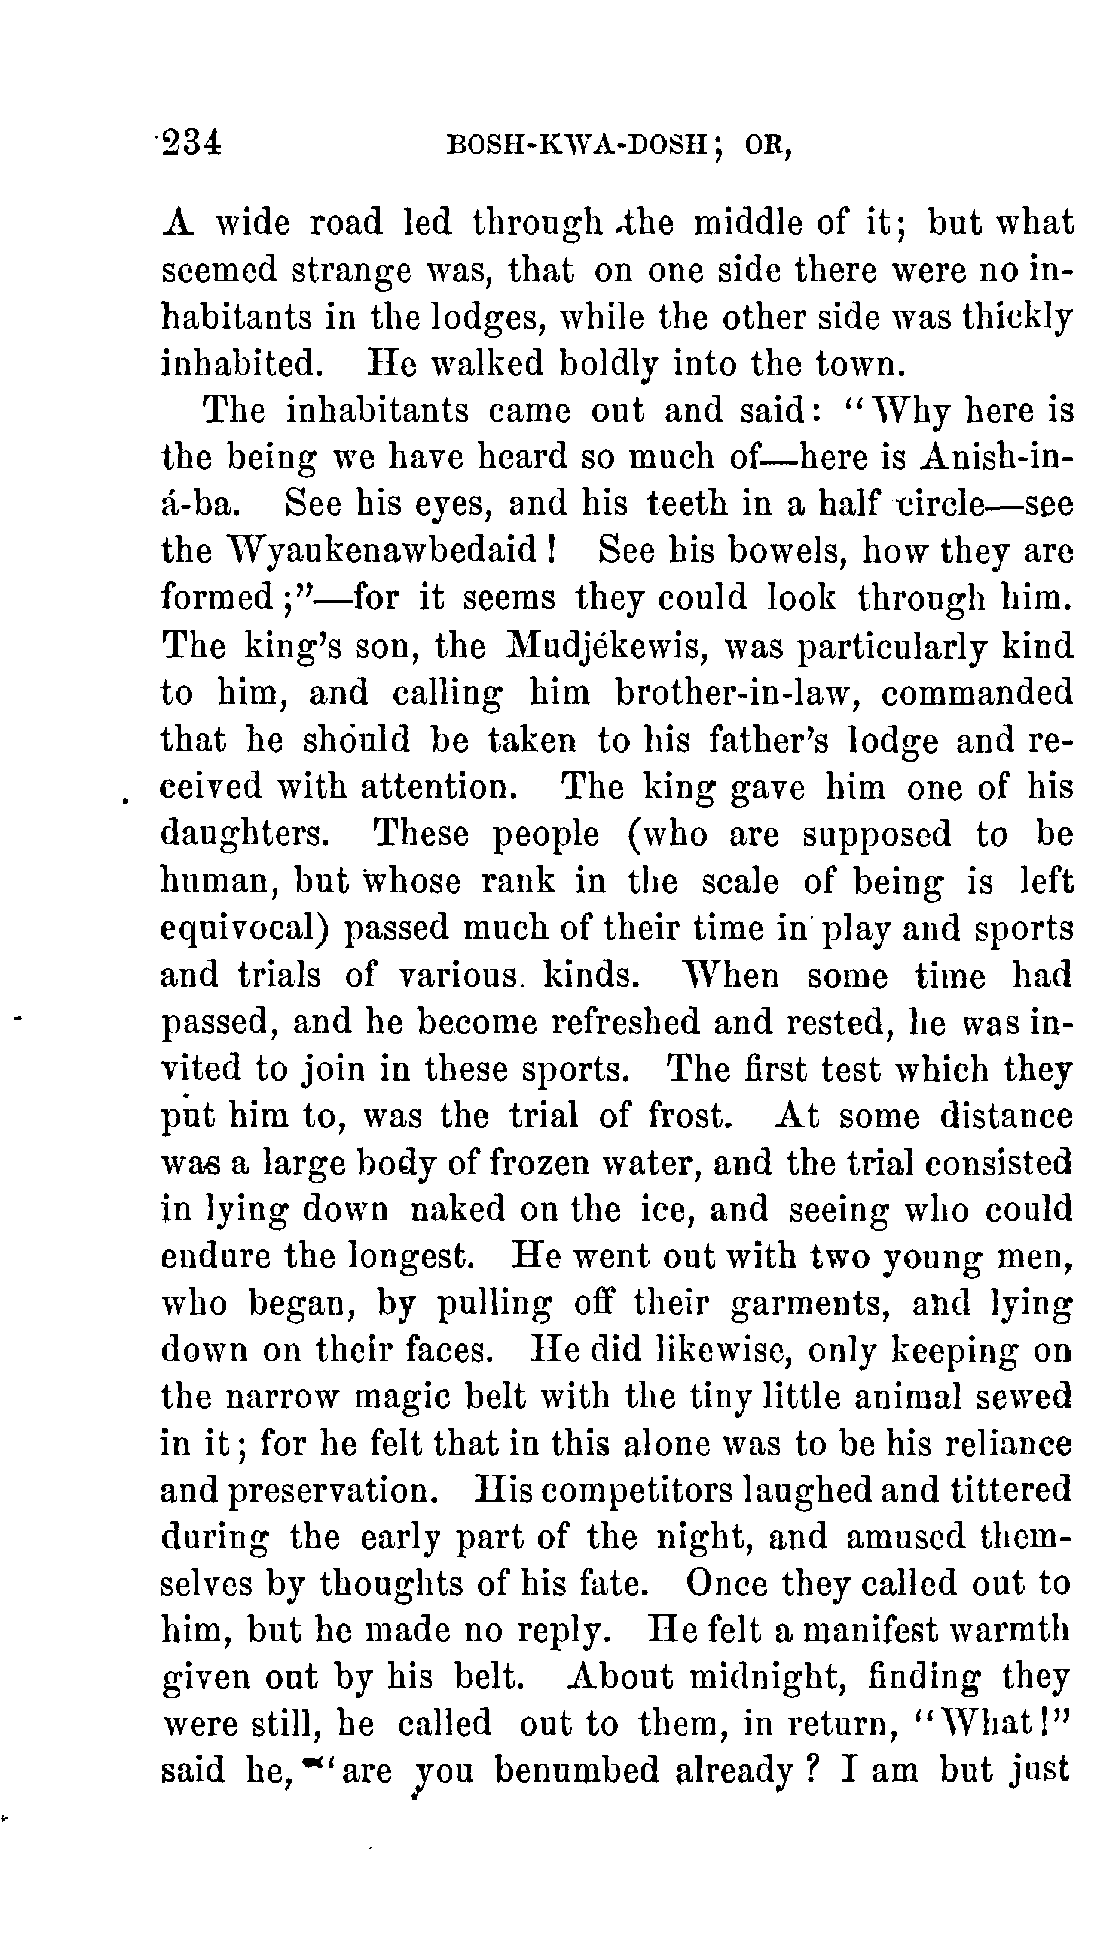 234 BOSH-KWA-DOSH; OR,
A wide road led through the middle of it; but what
seemed strange was, that on one side there were no in-
habitants in the lodges, while the other side was thickly
inhabited. He walked boldly into the town.
The inhabitants came out and said: "Why here is
the being we have heard so much of—here is Anish-in-
á-ba. See his eyes, and his teeth in a half circle—see
the Wyaukenawbedaid! See his bowels, how they are
formed;"—for it seems they could look through him.
The king's son, the Mudjékewis, was particularly kind
to him, and calling him brother-in-law, commanded
that he should be taken to his father's lodge and re-
ceived with attention. The king gave him one of his
daughters. These people (who are supposed to be
human, but whose rank in the scale of being is left
equivocal) passed much of their time in play and sports
and trials of various kinds. When some time had
passed, and he become refreshed and rested, he was in-
vited to join in these sports. The first test which they
put him to, was the trial of frost. At some distance
was a large body of frozen water, and the trial consisted
in lying down naked on the ice, and seeing who could
endure the longest. He went out with two young men,
who began, by pulling off their garments, and lying
down on their faces. He did likewise, only keeping on
the narrow magic belt with the tiny little animal sewed
in it; for he felt that in this alone was to be his reliance
and preservation. His competitors laughed and tittered
during the early part of the night, and amused them-
selves by thoughts of his fate. Once they called out to
him, but he made no reply. He felt a manifest warmth
given out by his belt. About midnight, finding they
were still, he called out to them, in return, "What!"
said he, "are you benumbed already? I am but just